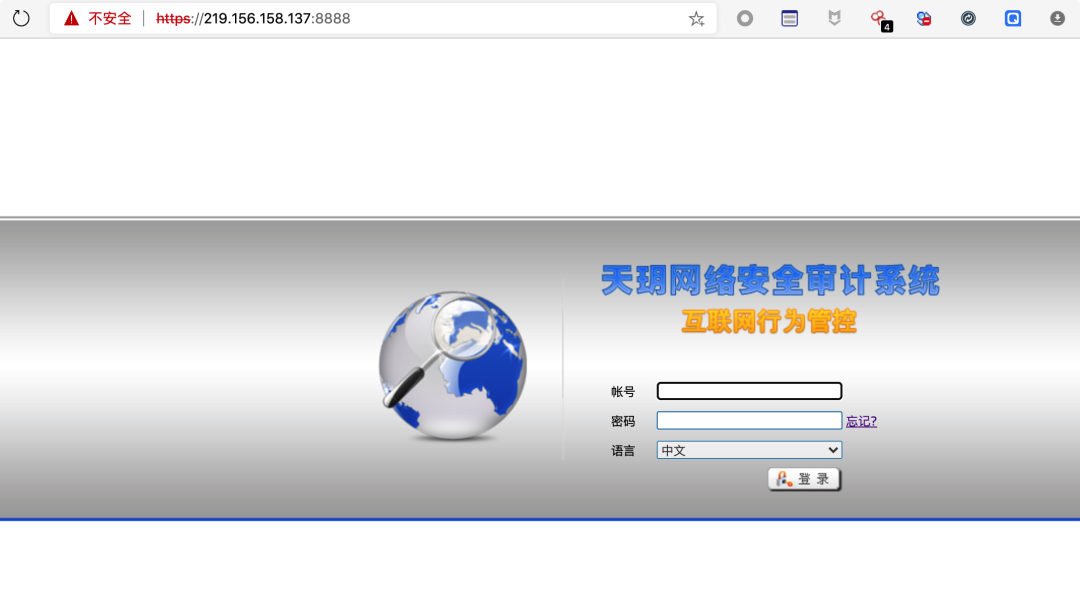 不安全 https://219.156.158.137:8888
4
天玥网络安全审计系统
互联网行为管控
帐号
密码 忘记?
语言 中文
登 录